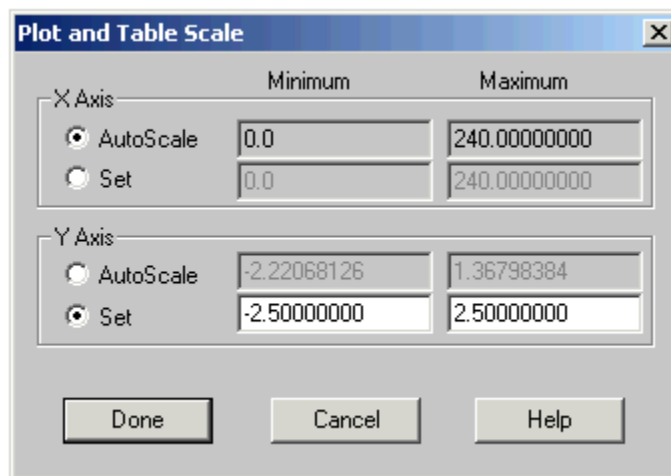 Plot and Table Scale
Minimum Maximum
X Axis
AutoScale 0.0 240.00000000
Set 0.0 240.00000000
Y Axis
AutoScale -2.22068126 1.36798384
Set -2.50000000 2.50000000
Done Cancel Help